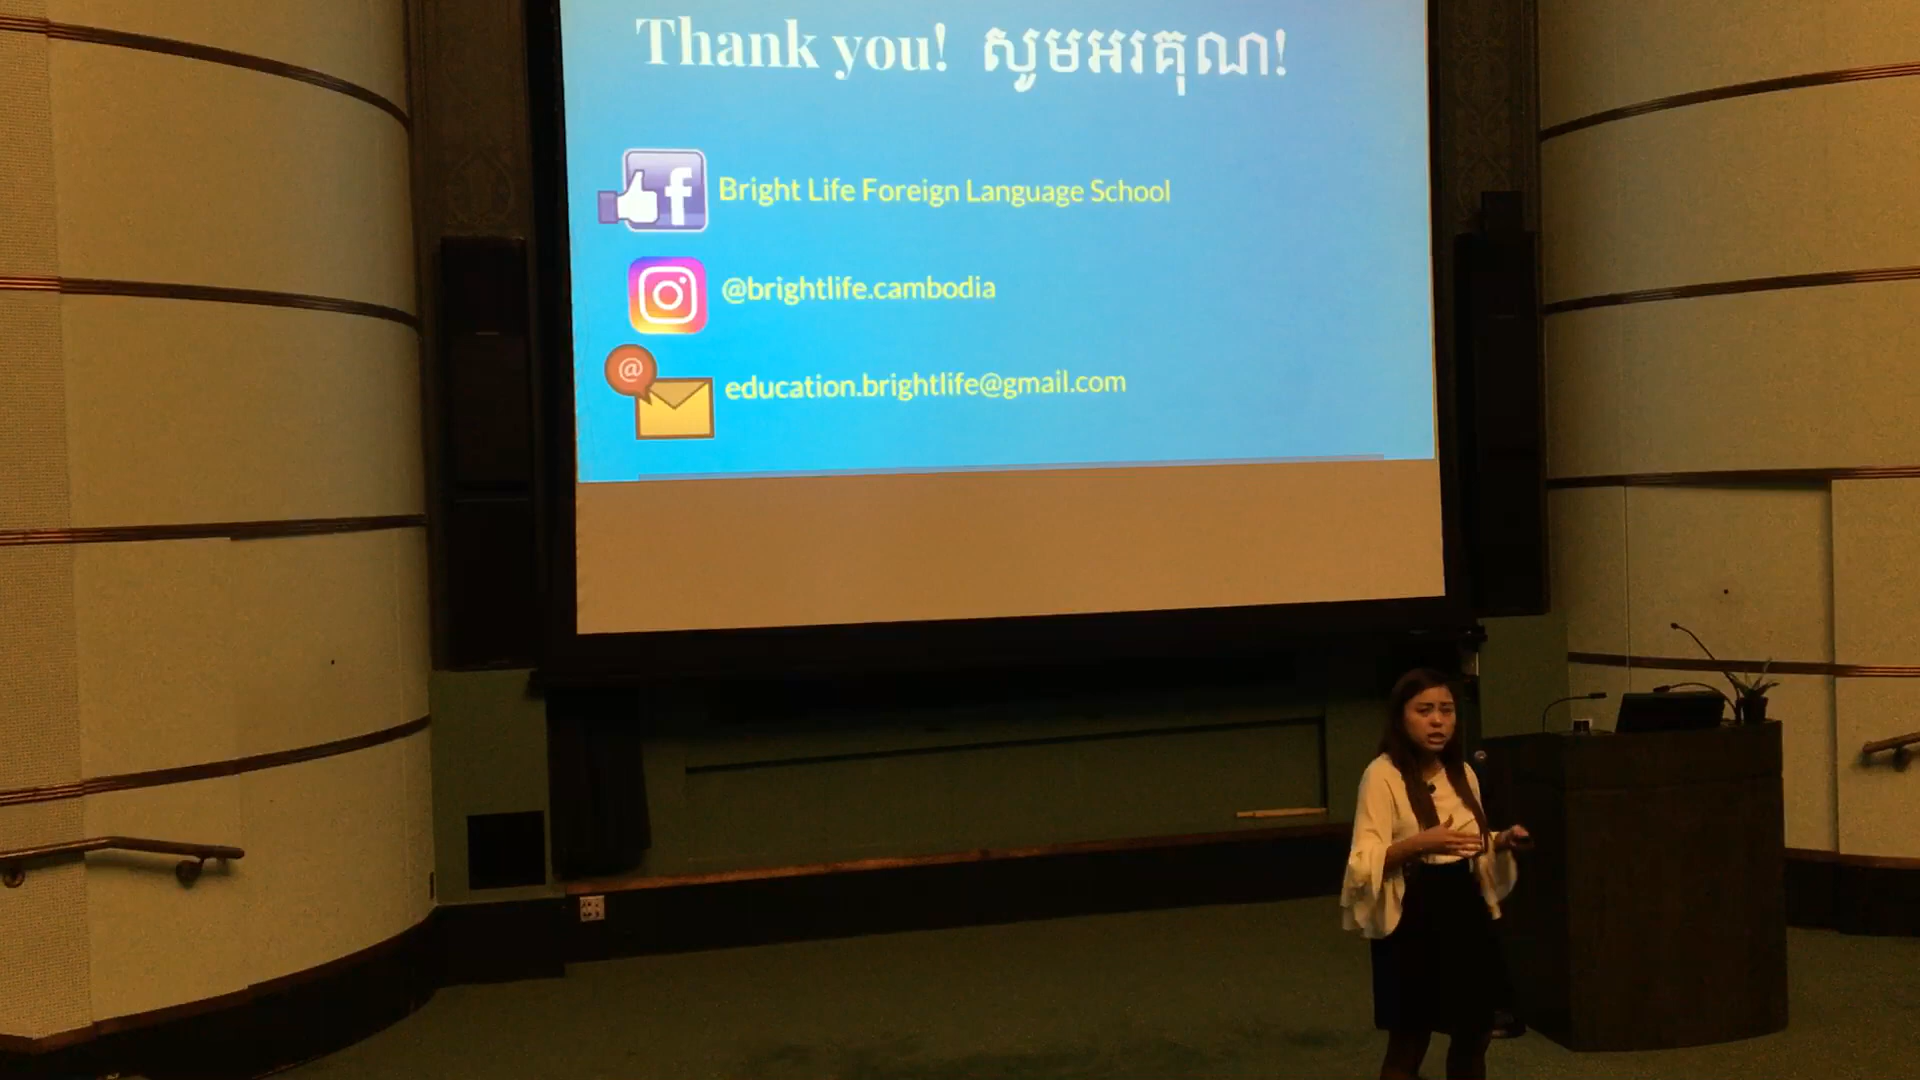 Thank you! សូមអរគុណ!
f Bright Life Foreign Language School
@brightlife.cambodia
@
education.brightlife@gmail.com